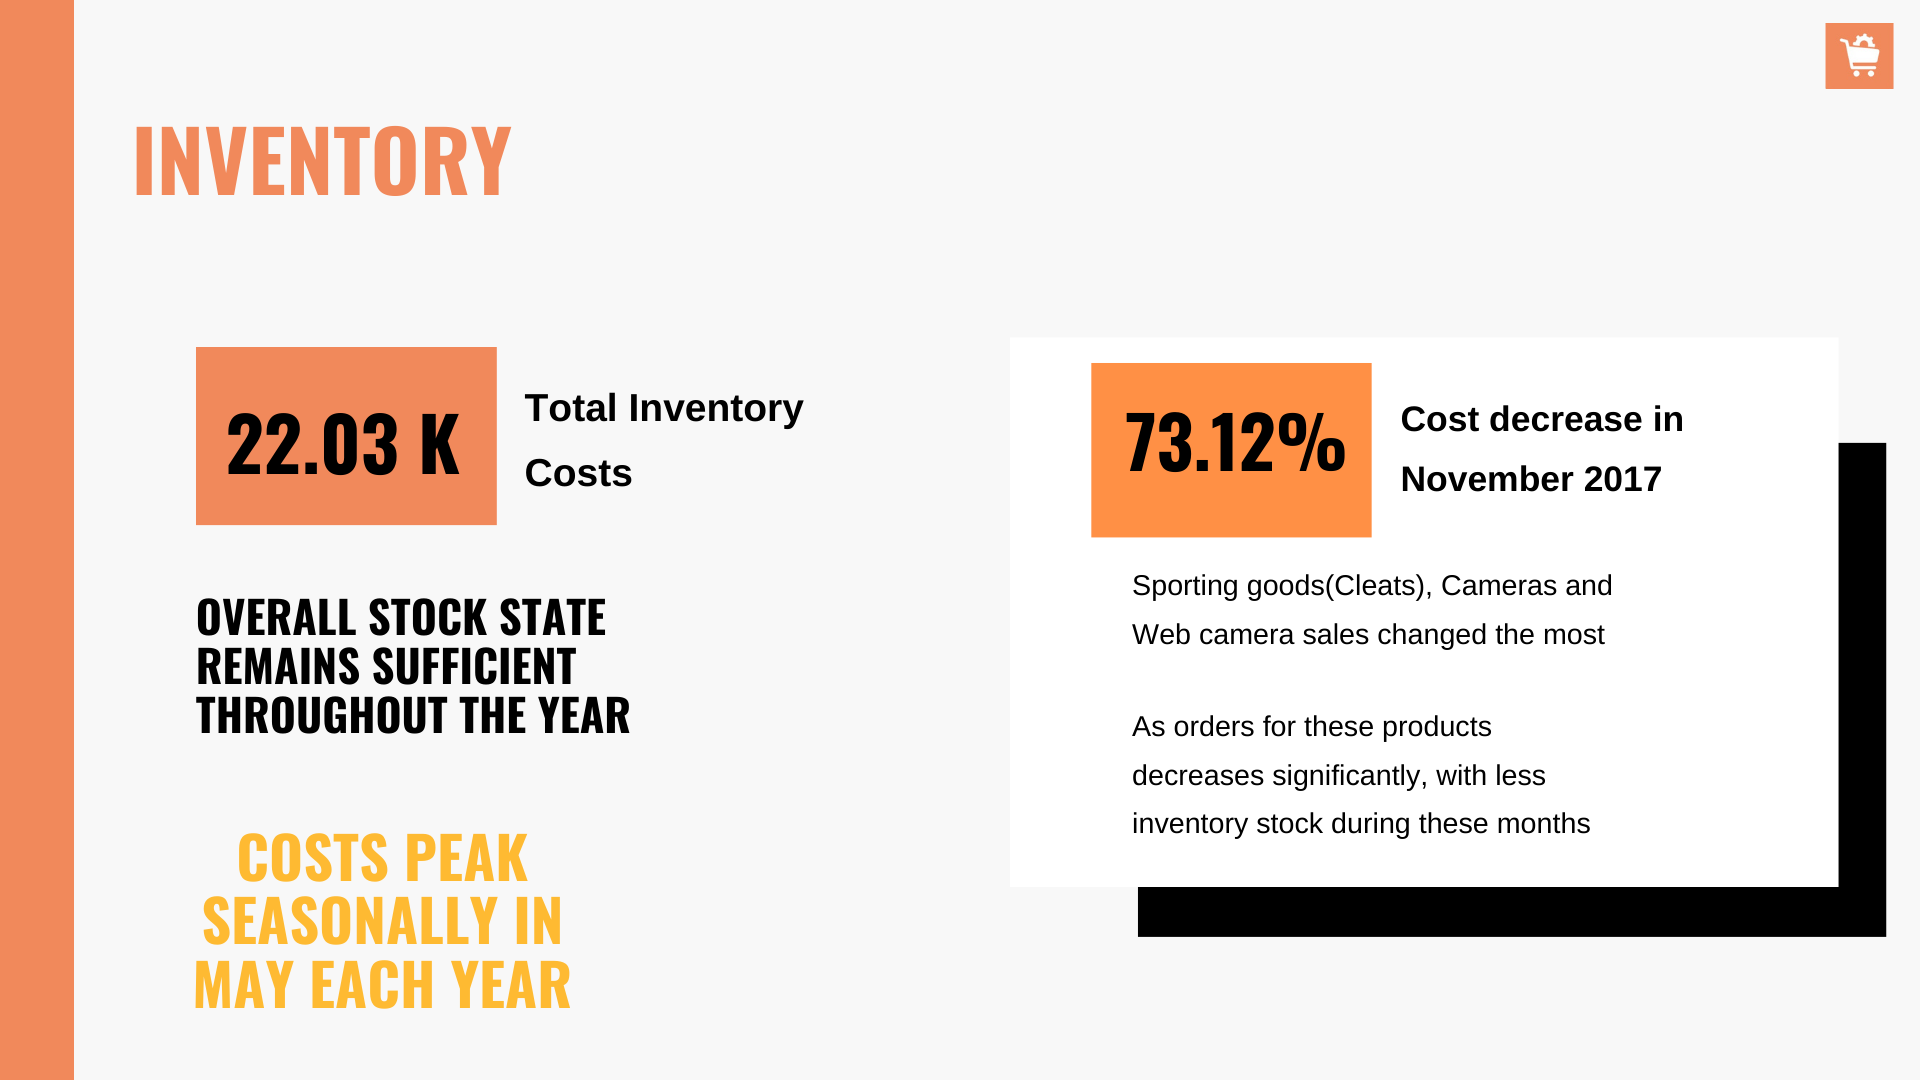 INVENTORY
22.03 K
Total Inventory
Costs
OVERALL STOCK STATE
REMAINS SUFFICIENT
THROUGHOUT THE YEAR
COSTS PEAK
SEASONALLY IN
MAY EACH YEAR
73.12%
Cost decrease in
November 2017
Sporting goods(Cleats), Cameras and
Web camera sales changed the most
As orders for these products
decreases significantly, with less
inventory stock during these months